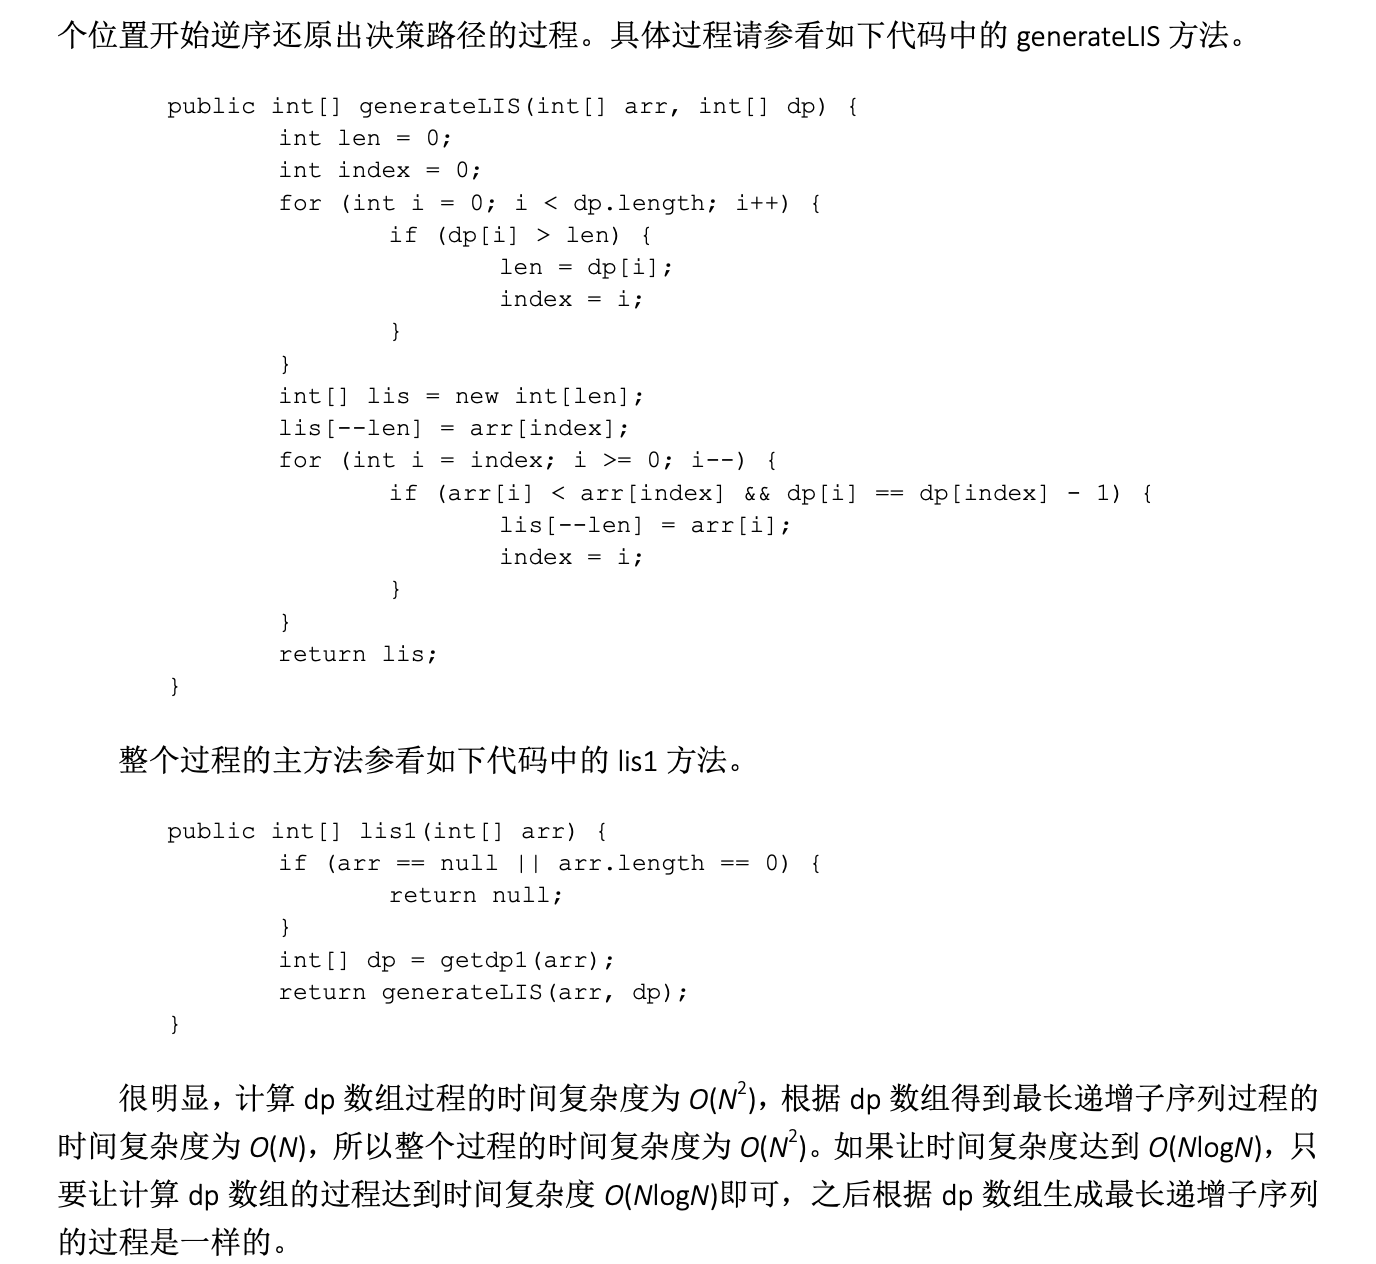 个位置开始逆序还原出决策路径的过程。具体过程请参看如下代码中的 generateLIS 方法。
public int[] generateLIS(int[] arr, int[] dp) {
int len = 0;
int index = 0;
for (int i = 0; i < dp.length; i++) {
if (dp[i] > len) {
len = dp[i];
index = i;
}
}
int[] lis = new int[len];
lis[--len] = arr[index];
for (int i = index; i >= 0; i--) {
if (arr[i] < arr[index] && dp[i] == dp[index] - 1) {
lis[--len] = arr[i];
index = i;
}
}
return lis;
}
整个过程的主方法参看如下代码中的 lis1 方法。
public int[] lis1(int[] arr) {
if (arr == null || arr.length == 0) {
return null;
}
int[] dp = getdp1(arr);
return generateLIS(arr, dp);
}
很明显，计算 dp 数组过程的时间复杂度为 O(N²)，根据 dp 数组得到最长递增子序列过程的
时间复杂度为 O(N)，所以整个过程的时间复杂度为 O(N²)。如果让时间复杂度达到 O(NlogN)，只
要让计算 dp 数组的过程达到时间复杂度 O(NlogN)即可，之后根据 dp 数组生成最长递增子序列
的过程是一样的。